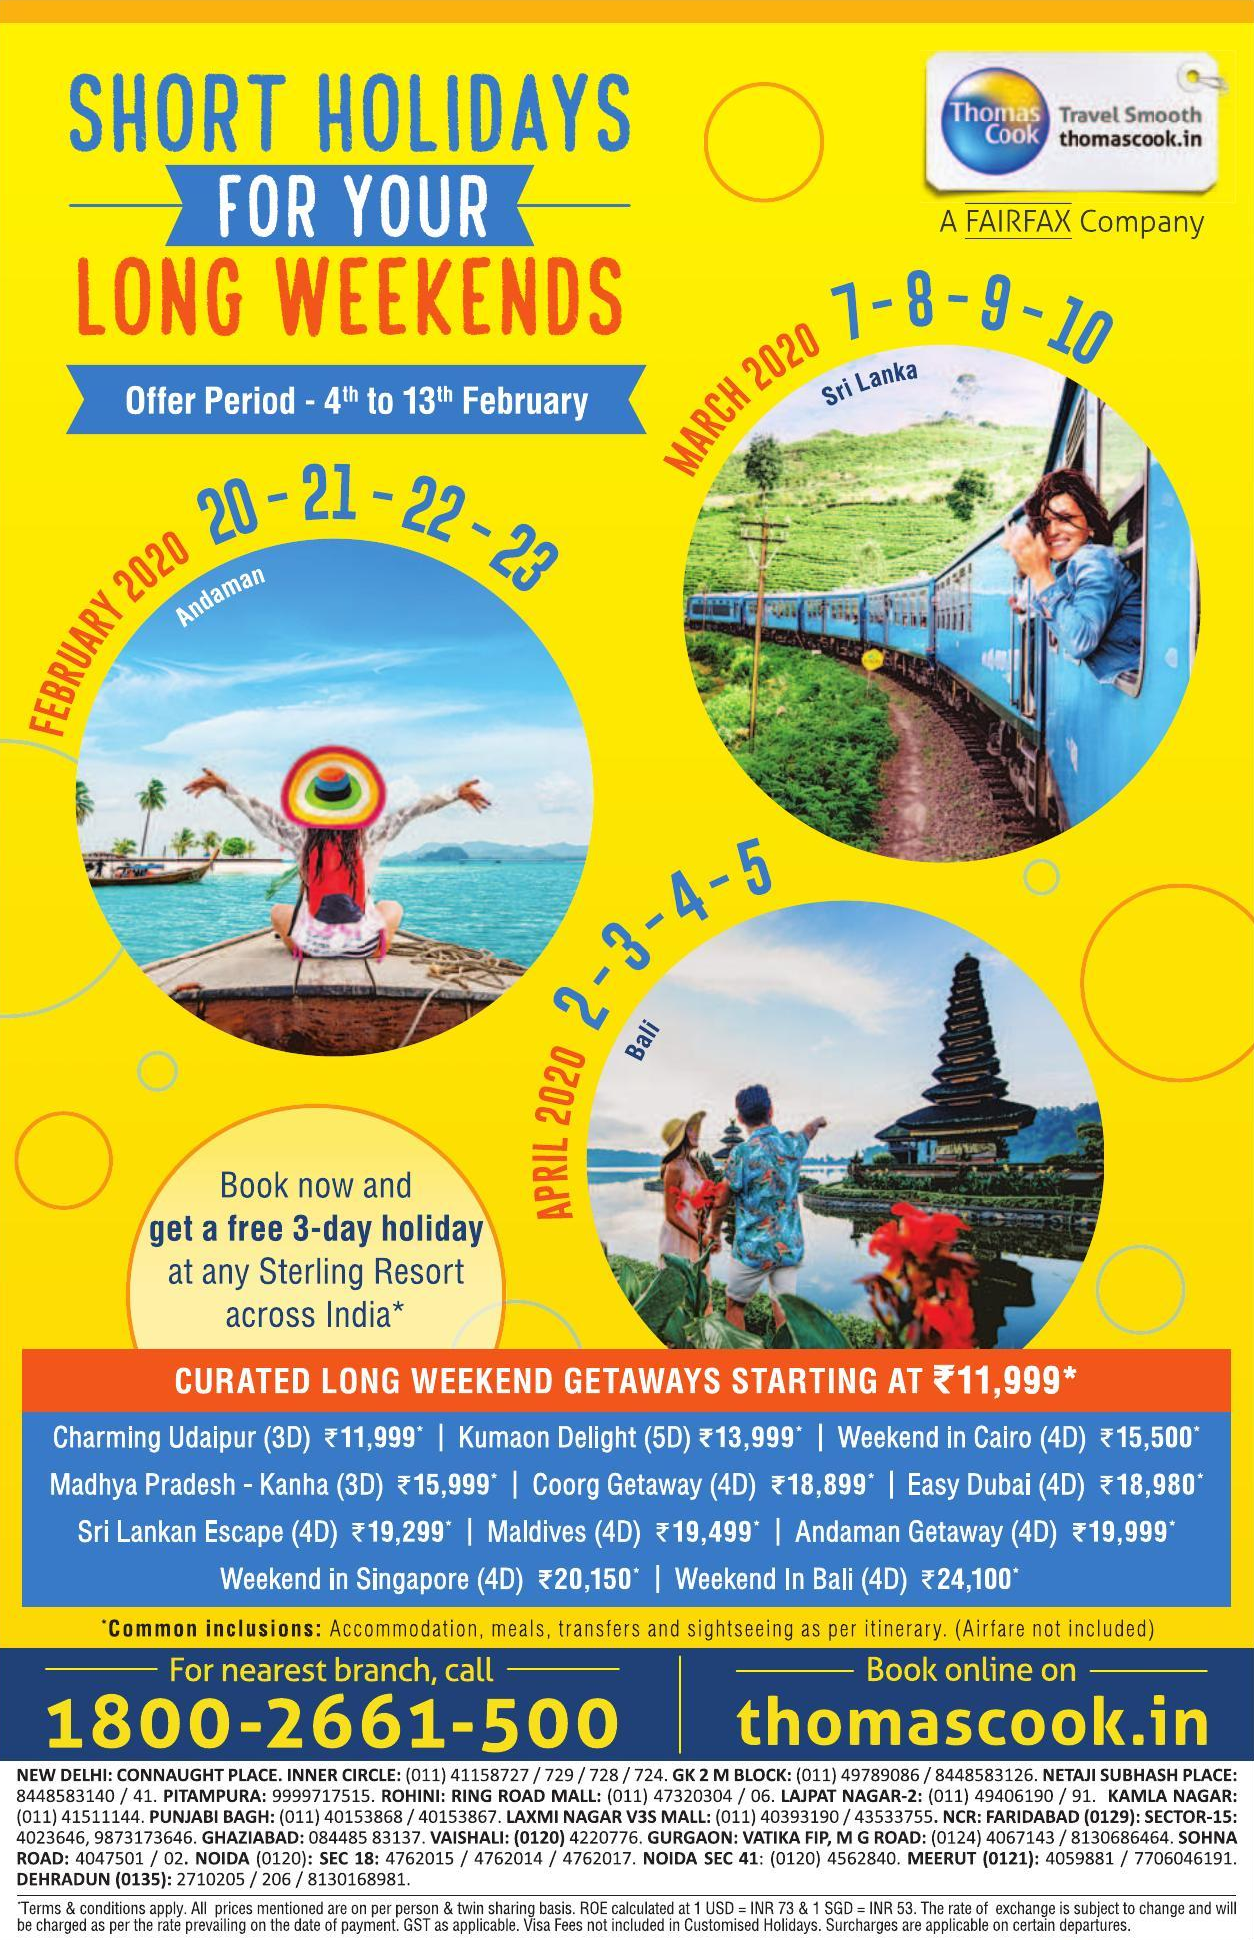 SHORT HOLIDAYS
FOR YOUR
LONG WEEKENDS
Offer Period - 4th to 13th February
Thomas Cook
Travel Smooth
thomascook.in
A FAIRFAX Company
MARCH 2020 7-8-9-10
Sri Lanka
FEBRUARY 2020 20-21-22-23
Andaman
APRIL 2020 2-3-4-5
Bali
Book now and
get a free 3-day holiday
at any Sterling Resort
across India*
CURATED LONG WEEKEND GETAWAYS STARTING AT ₹11,999*
Charming Udaipur (3D) ₹11,999* | Kumaon Delight (5D) ₹13,999* | Weekend in Cairo (4D) ₹15,500*
Madhya Pradesh - Kanha (3D) ₹15,999* | Coorg Getaway (4D) ₹18,899* | Easy Dubai (4D) ₹18,980*
Sri Lankan Escape (4D) ₹19,299* | Maldives (4D) ₹19,499* | Andaman Getaway (4D) ₹19,999*
Weekend in Singapore (4D) ₹20,150* | Weekend In Bali (4D) ₹24,100*
*Common inclusions: Accommodation, meals, transfers and sightseeing as per itinerary. (Airfare not included)
For nearest branch, call
1800-2661-500
Book online on
thomascook.in
NEW DELHI: CONNAUGHT PLACE. INNER CIRCLE: (011) 41158727 / 729 / 728 / 724. GK 2 M BLOCK: (011) 49789086 / 8448583126. NETAJI SUBHASH PLACE:
8448583140 / 41. PITAMPURA: 9999717515. ROHINI: RING ROAD MALL: (011) 47320304 / 06. LAJPAT NAGAR-2: (011) 49406190 / 91. KAMLA NAGAR:
(011) 41511144. PUNJABI BAGH: (011) 40153868 / 40153867. LAXMI NAGAR V3S MALL: (011) 40393190 / 43533755. NCR: FARIDABAD (0129): SECTOR-15:
4023646, 9873173646. GHAZIABAD: 084485 83137. VAISHALI: (0120) 4220776. GURGAON: VATIKA FIP, M G ROAD: (0124) 4067143 / 8130686464. SOHNA
ROAD: 4047501 / 02. NOIDA (0120): SEC 18: 4762015 / 4762014 / 4762017. NOIDA SEC 41: (0120) 4562840. MEERUT (0121): 4059881 / 7706046191.
DEHRADUN (0135): 2710205 / 206 / 8130168981.
*Terms & conditions apply. All prices mentioned are on per person & twin sharing basis. ROE calculated at 1 USD = INR 73 & 1 SGD = INR 53. The rate of exchange is subject to change and will
be charged as per the rate prevailing on the date of payment. GST as applicable. Visa Fees not included in Customised Holidays. Surcharges are applicable on certain departures.